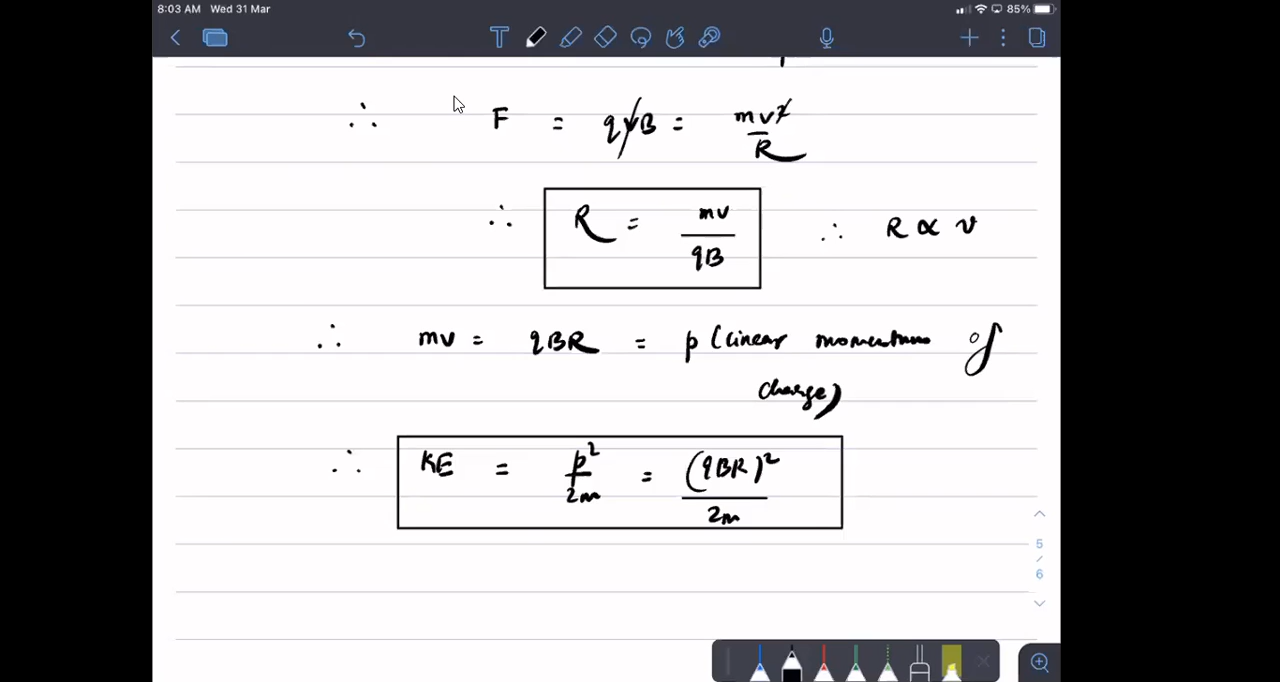 8:03 AM Wed 31 Mar 85%
∴ F = qvB = mv²/R
∴ R = mv/qB ∴ R ∝ v
∴ mv = qBR = p (linear momentum of
charge)
∴ KE = p²/2m = (qBR)²/2m
5
/
6